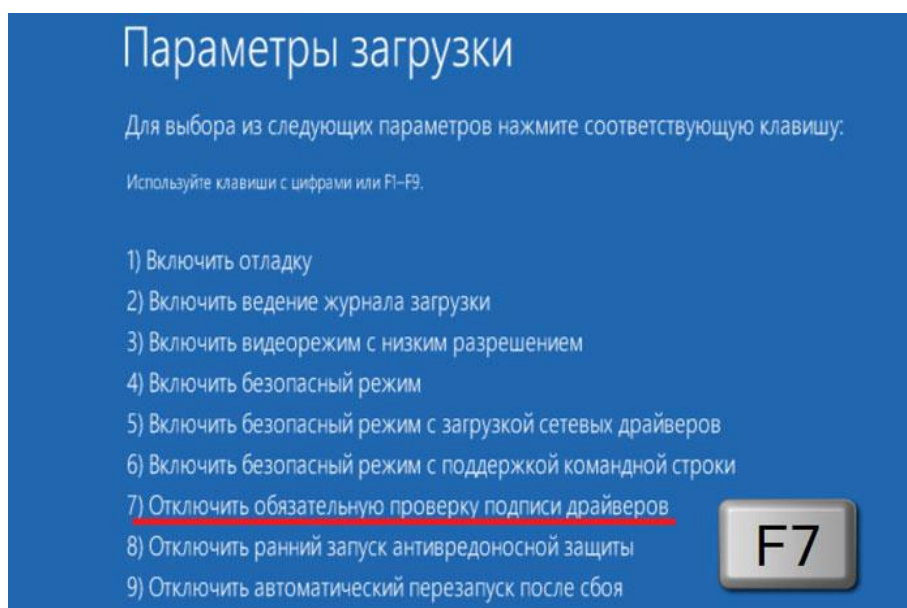 Параметры загрузки
Для выбора из следующих параметров нажмите соответствующую клавишу:
Используйте клавиши с цифрами или F1–F9.
1) Включить отладку
2) Включить ведение журнала загрузки
3) Включить видеорежим с низким разрешением
4) Включить безопасный режим
5) Включить безопасный режим с загрузкой сетевых драйверов
6) Включить безопасный режим с поддержкой командной строки
7) Отключить обязательную проверку подписи драйверов
8) Отключить ранний запуск антивредоносной защиты
F7
9) Отключить автоматический перезапуск после сбоя